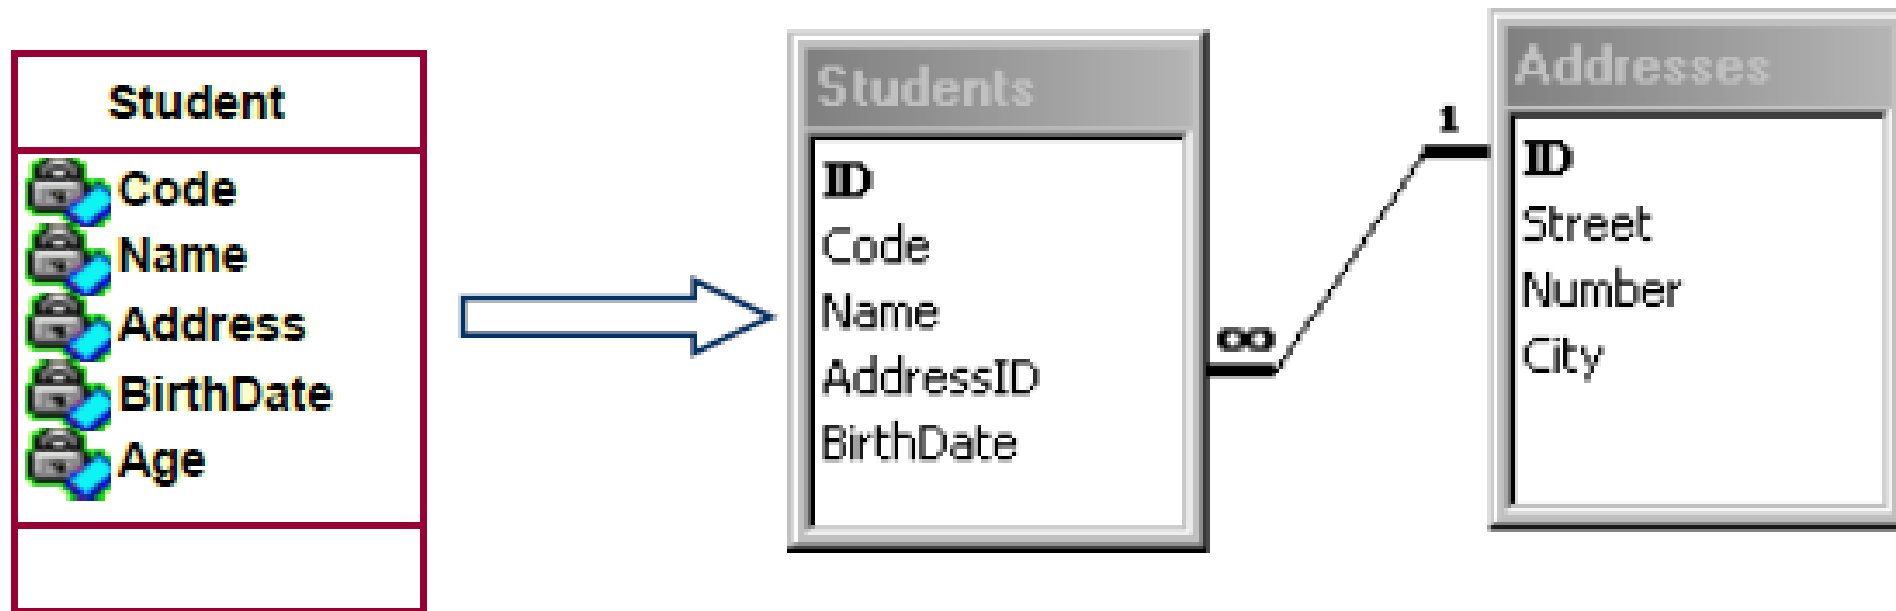 Student
Code
Name
Address
BirthDate
Age
Students
ID
Code
Name
AddressID
BirthDate
∞
1
Addresses
ID
Street
Number
City